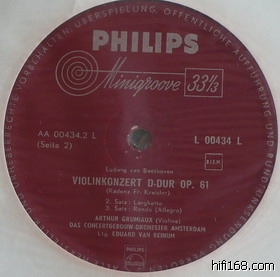 PHILIPS
Minigroove 33⅓
AA 00434.2 L
(Seite 2)
L 00434 L
BIEM
Ludwig van Beethoven
VIOLINKONZERT D-DUR OP. 61
(Kadenz Fr. Kreisler)
2. Satz: Larghetto
3. Satz: Rondo (Allegro)
ARTHUR GRUMIAUX (Violine)
DAS CONCERTGEBOUW-ORCHESTER AMSTERDAM
Ltg. EDUARD VAN BEINUM
PHILIPS
hifi168.com